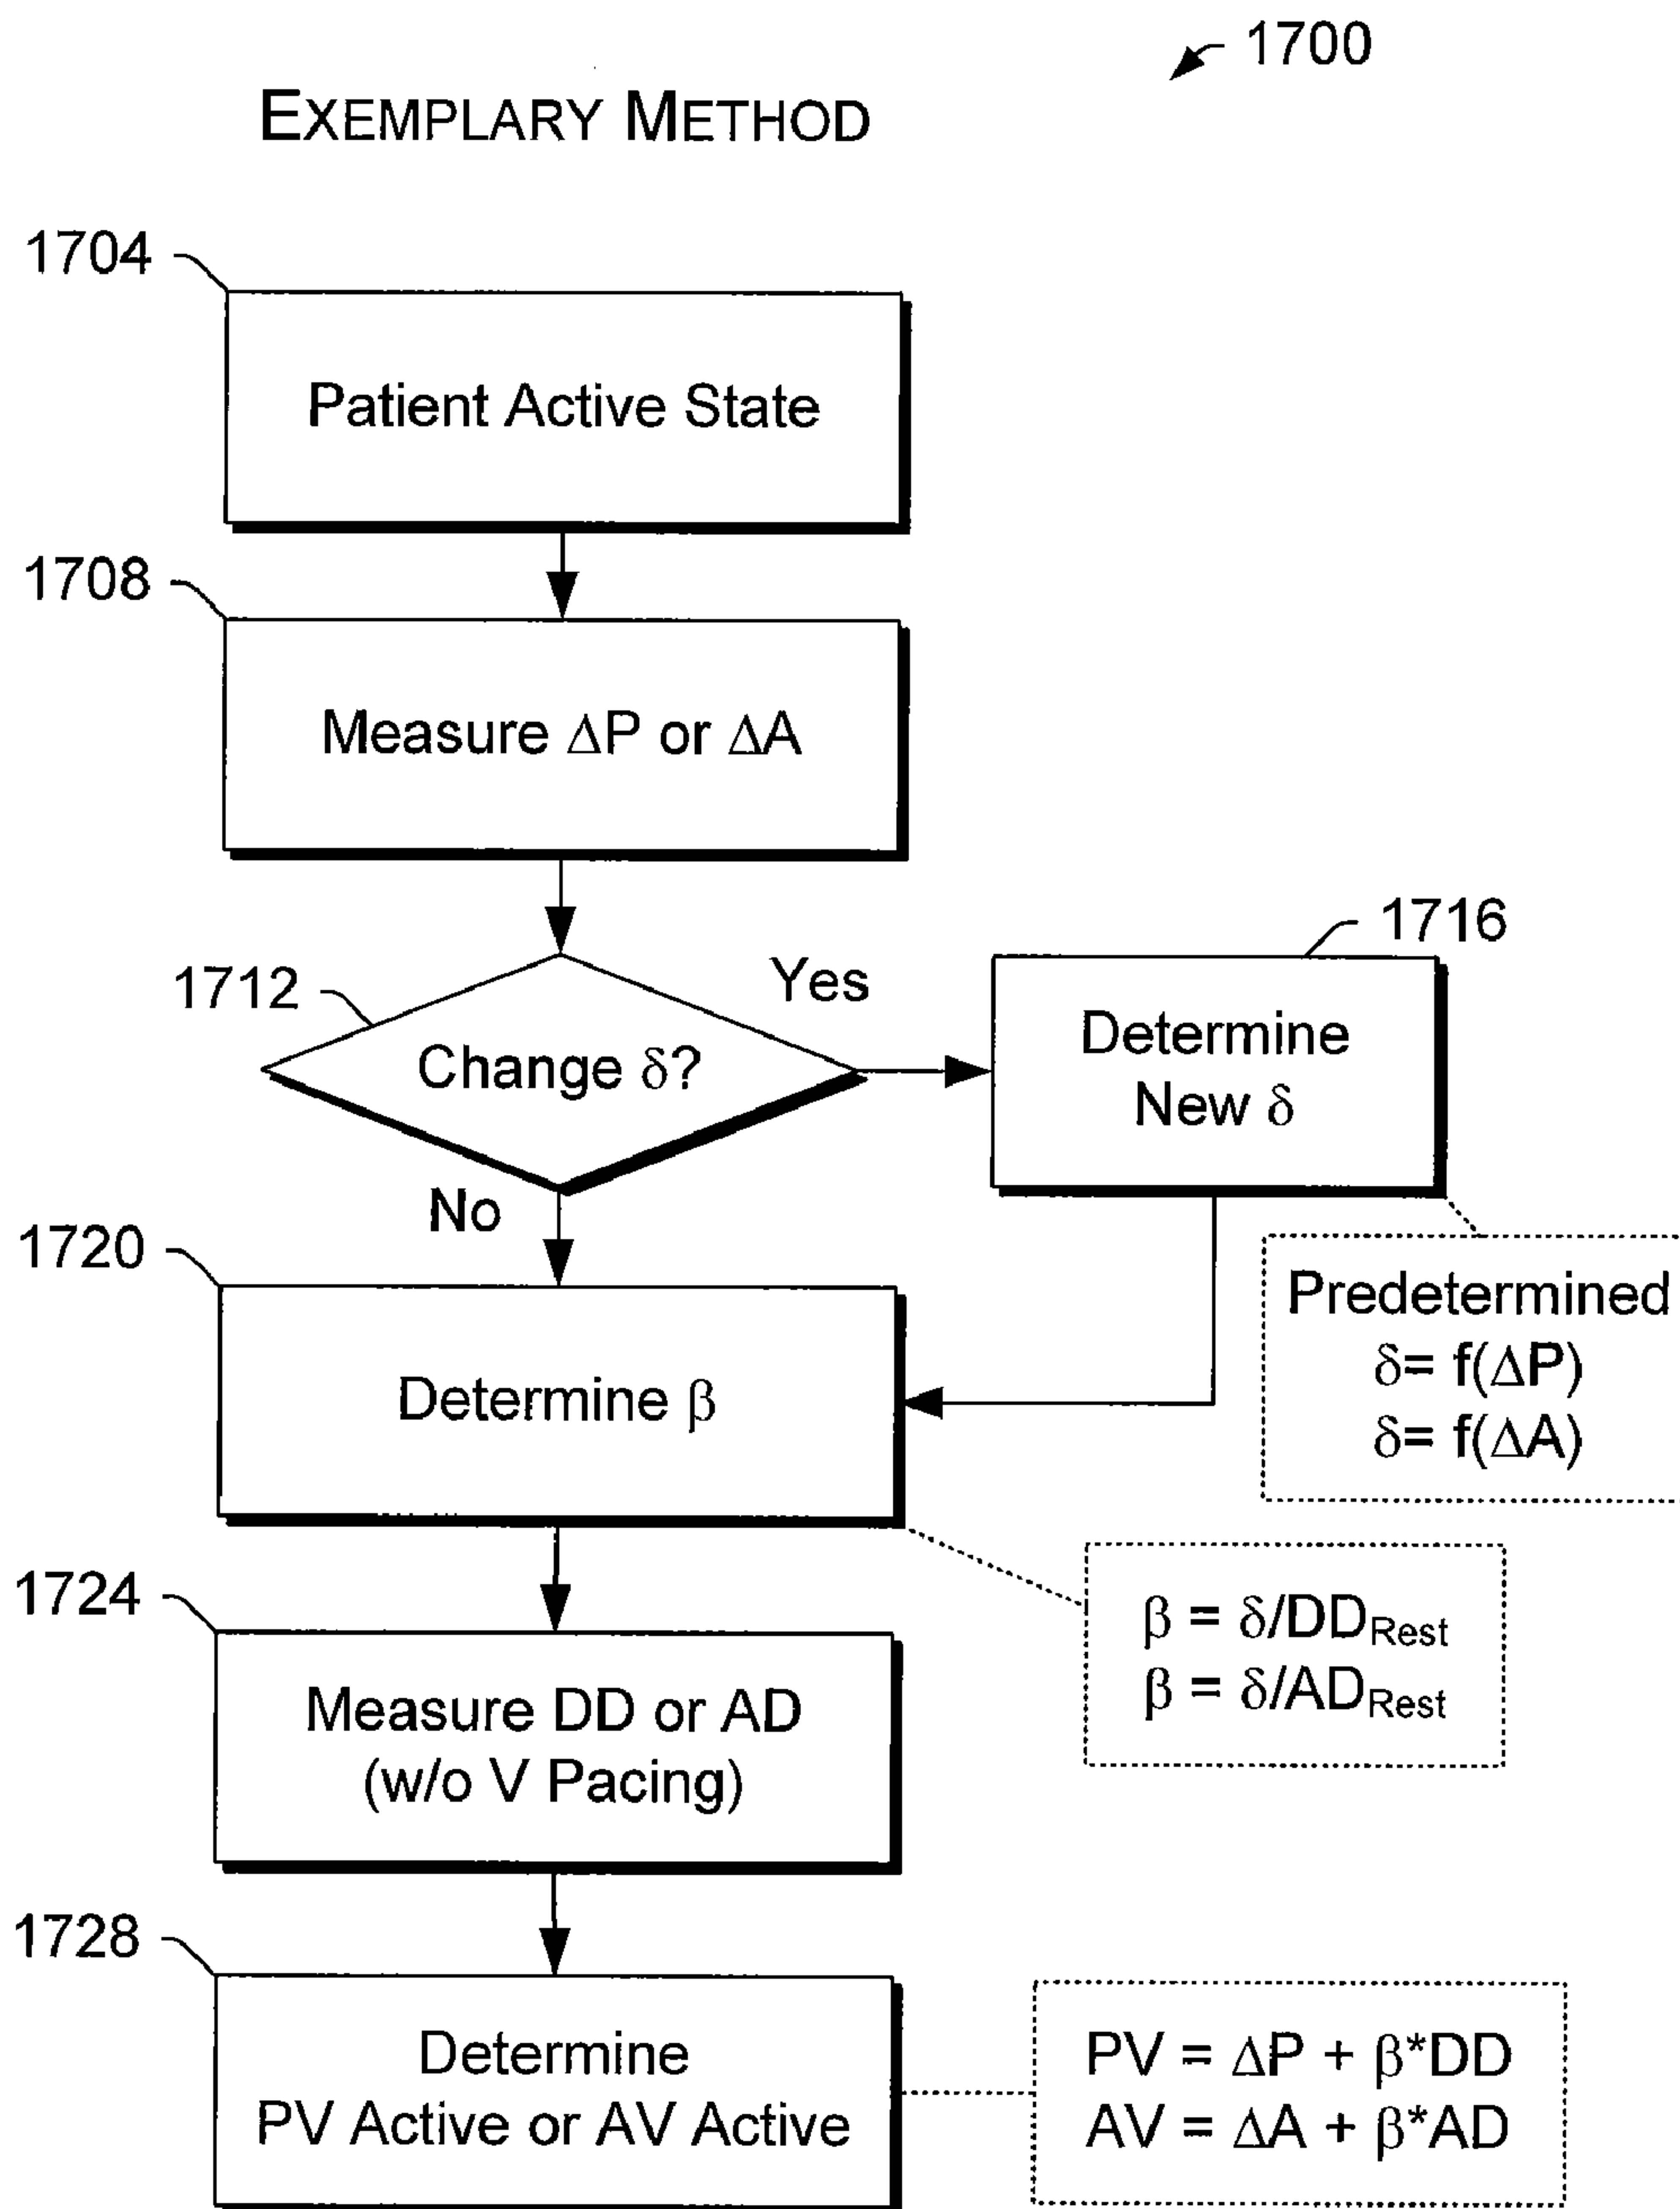 1700
EXEMPLARY METHOD
1704
Patient Active State
1708
Measure ΔP or ΔA
1712
Change δ?
Yes
No
1716
Determine
New δ
Predetermined
δ= f(ΔP)
δ= f(ΔA)
1720
Determine β
β = δ/DDRest
β = δ/ADRest
1724
Measure DD or AD
(w/o V Pacing)
1728
Determine
PV Active or AV Active
PV = ΔP + β*DD
AV = ΔA + β*AD